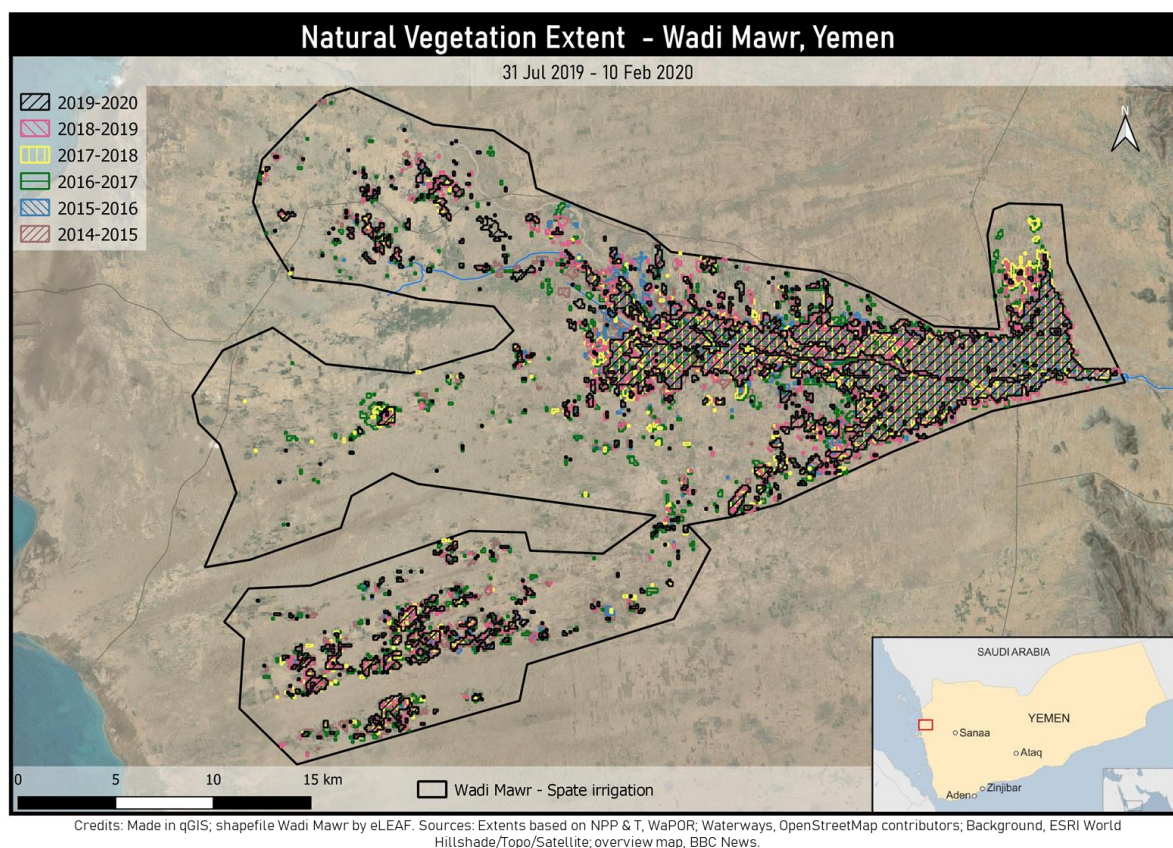 Natural Vegetation Extent - Wadi Mawr, Yemen
31 Jul 2019 - 10 Feb 2020
2019-2020
2018-2019
2017-2018
2016-2017
2015-2016
2014-2015
N
0 5 10 15 km
Wadi Mawr - Spate irrigation
SAUDI ARABIA
YEMEN
Sanaa
Ataq
Zinjibar
Aden
Credits: Made in qGIS; shapefile Wadi Mawr by eLEAF. Sources: Extents based on NPP & T, WaPOR; Waterways, OpenStreetMap contributors; Background, ESRI World
Hillshade/Topo/Satellite; overview map, BBC News.